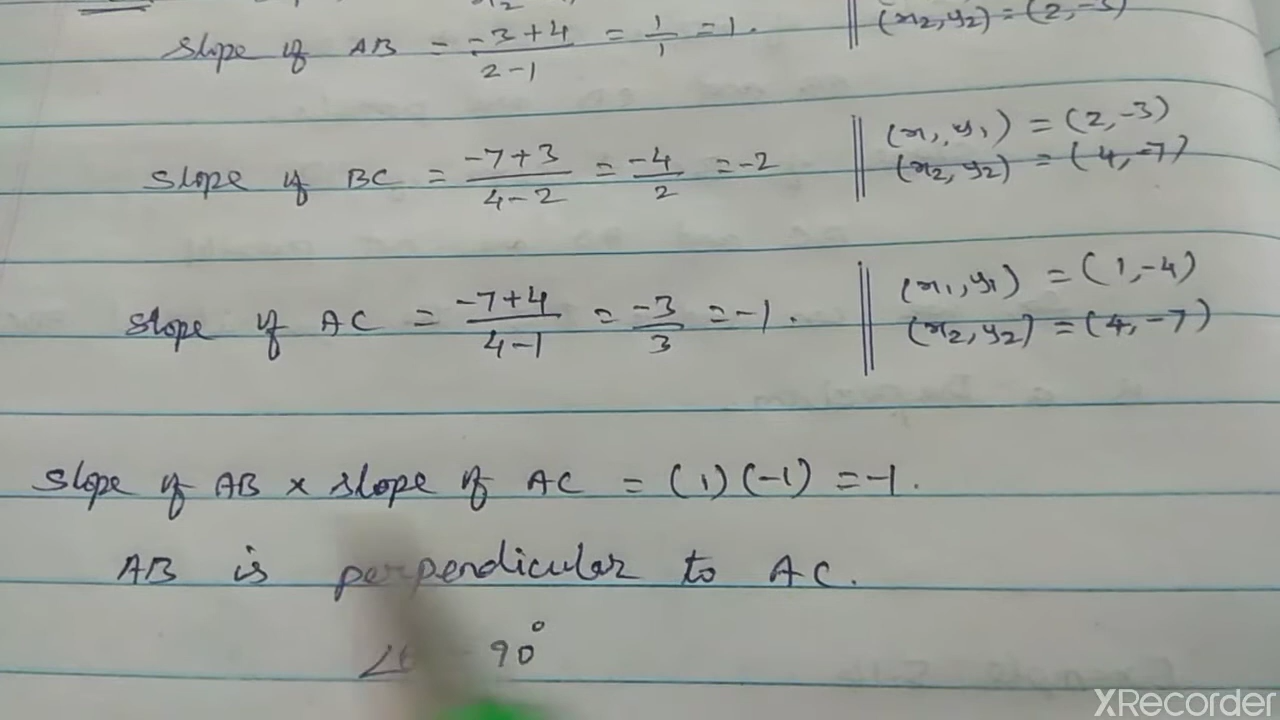 Slope of AB = -3+4/2-1 = 1/1 = 1. || (x2, y2) = (2, -3)
Slope of BC = -7+3/4-2 = -4/2 = -2 || (x1, y1) = (2, -3)
(x2, y2) = (4, -7)
Slope of AC = -7+4/4-1 = -3/3 = -1. || (x1, y1) = (1, -4)
(x2, y2) = (4, -7)
Slope of AB × slope of AC = (1)(-1) = -1.
AB is perpendicular to AC.
∠ 90°
XRecorder